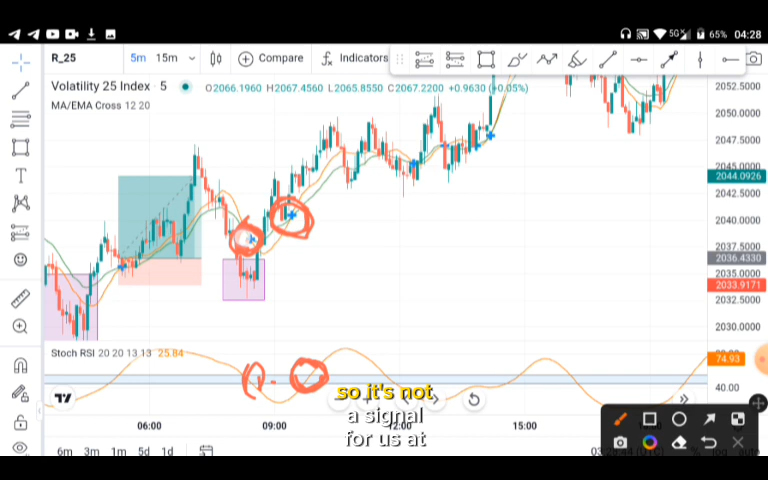 5G 65% 04:28
R_25 5m 15m Compare Indicators
Volatility 25 Index · 5 O2066.1960 H2067.4560 L2065.8550 C2067.2200 +0.9630 (+0.05%)
MA/EMA Cross 12 20
2052.5000
2050.0000
2047.5000
2045.0000
2044.0926
2042.5000
2040.0000
2037.5000
2036.4330
2035.0000
2033.9171
2032.5000
2030.0000
Stoch RSI 20 20 13 13 25.84
74.93
40.00
so it's not
a signal
for us at
06:00 09:00 12:00 15:00
6m 3m 1m 5d 1d